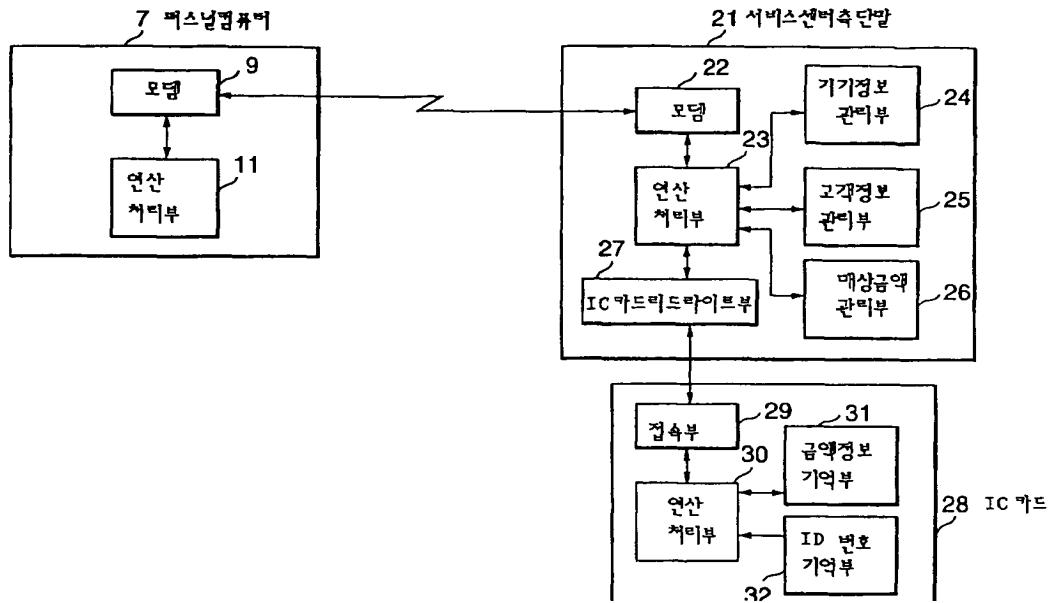 7 퍼스널컴퓨터
9
모뎀
11
연산
처리부
21 서비스센터측단말
22
모뎀
23
연산
처리부
기기정보
관리부
24
고객정보
관리부
25
매상금액
관리부
26
27
IC카드리드라이트부
29
접속부
30
연산
처리부
31
금액정보
기억부
ID 번호
기억부
32
28 IC 카드